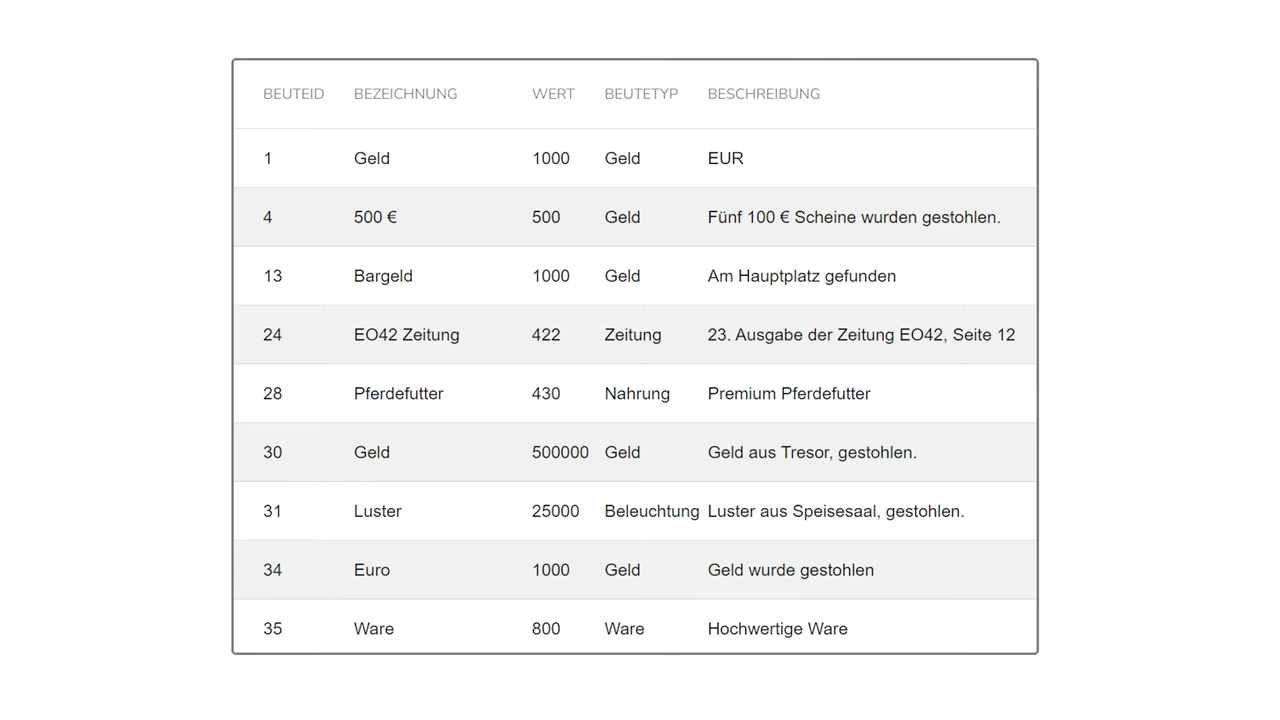 BEUTEID BEZEICHNUNG WERT BEUTETYP BESCHREIBUNG
1 Geld 1000 Geld EUR
4 500 € 500 Geld Fünf 100 € Scheine wurden gestohlen.
13 Bargeld 1000 Geld Am Hauptplatz gefunden
24 EO42 Zeitung 422 Zeitung 23. Ausgabe der Zeitung EO42, Seite 12
28 Pferdefutter 430 Nahrung Premium Pferdefutter
30 Geld 500000 Geld Geld aus Tresor, gestohlen.
31 Luster 25000 Beleuchtung Luster aus Speisesaal, gestohlen.
34 Euro 1000 Geld Geld wurde gestohlen
35 Ware 800 Ware Hochwertige Ware